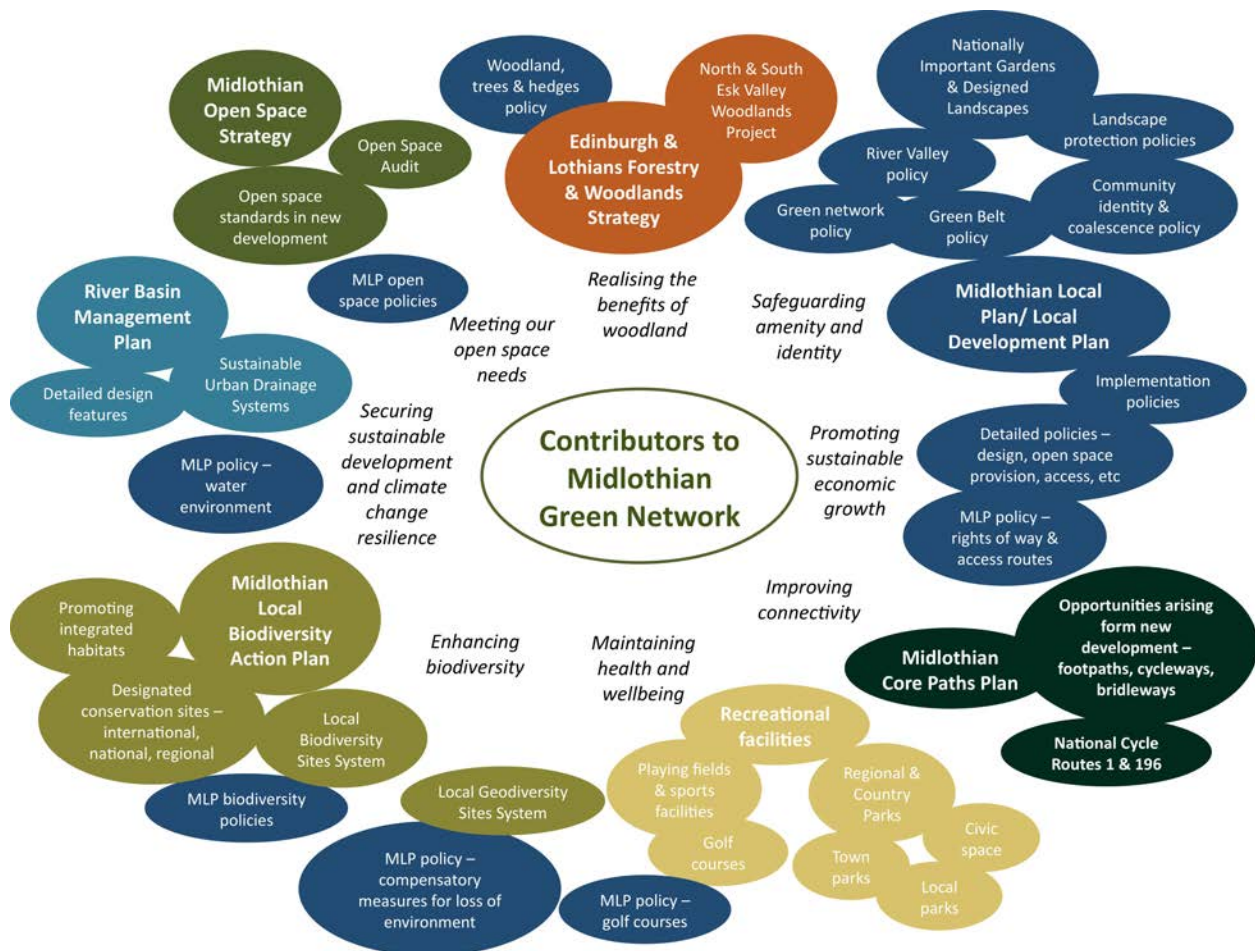 Midlothian
Open Space
Strategy
Open Space
Audit
Open space
standards in new
development
MLP open
space policies
Woodland,
trees & hedges
policy
North & South
Esk Valley
Woodlands
Project
Edinburgh &
Lothians Forestry
& Woodlands
Strategy
Nationally
Important Gardens
& Designed
Landscapes
Landscape
protection policies
River Valley
policy
Community
identity &
coalescence policy
Green network
policy
Green Belt
policy
Midlothian Local
Plan/ Local
Development Plan
Implementation
policies
Detailed policies –
design, open space
provision, access, etc
MLP policy –
rights of way &
access routes
River Basin
Management
Plan
Sustainable
Urban Drainage
Systems
Detailed design
features
MLP policy –
water
environment
Meeting our
open space
needs
Realising the
benefits of
woodland
Safeguarding
amenity and
identity
Securing
sustainable
development
and climate
change
resilience
Contributors to
Midlothian
Green Network
Promoting
sustainable
economic
growth
Improving
connectivity
Enhancing
biodiversity
Maintaining
health and
wellbeing
Opportunities arising
form new
development –
footpaths, cycleways,
bridleways
Midlothian
Core Paths Plan
National Cycle
Routes 1 & 196
Midlothian
Local
Biodiversity
Action Plan
Promoting
integrated
habitats
Designated
conservation sites –
international,
national, regional
Local
Biodiversity
Sites System
MLP biodiversity
policies
Local Geodiversity
Sites System
MLP policy –
compensatory
measures for loss of
environment
MLP policy –
golf courses
Recreational
facilities
Playing fields
& sports
facilities
Regional &
Country
Parks
Golf
courses
Town
parks
Civic
space
Local
parks